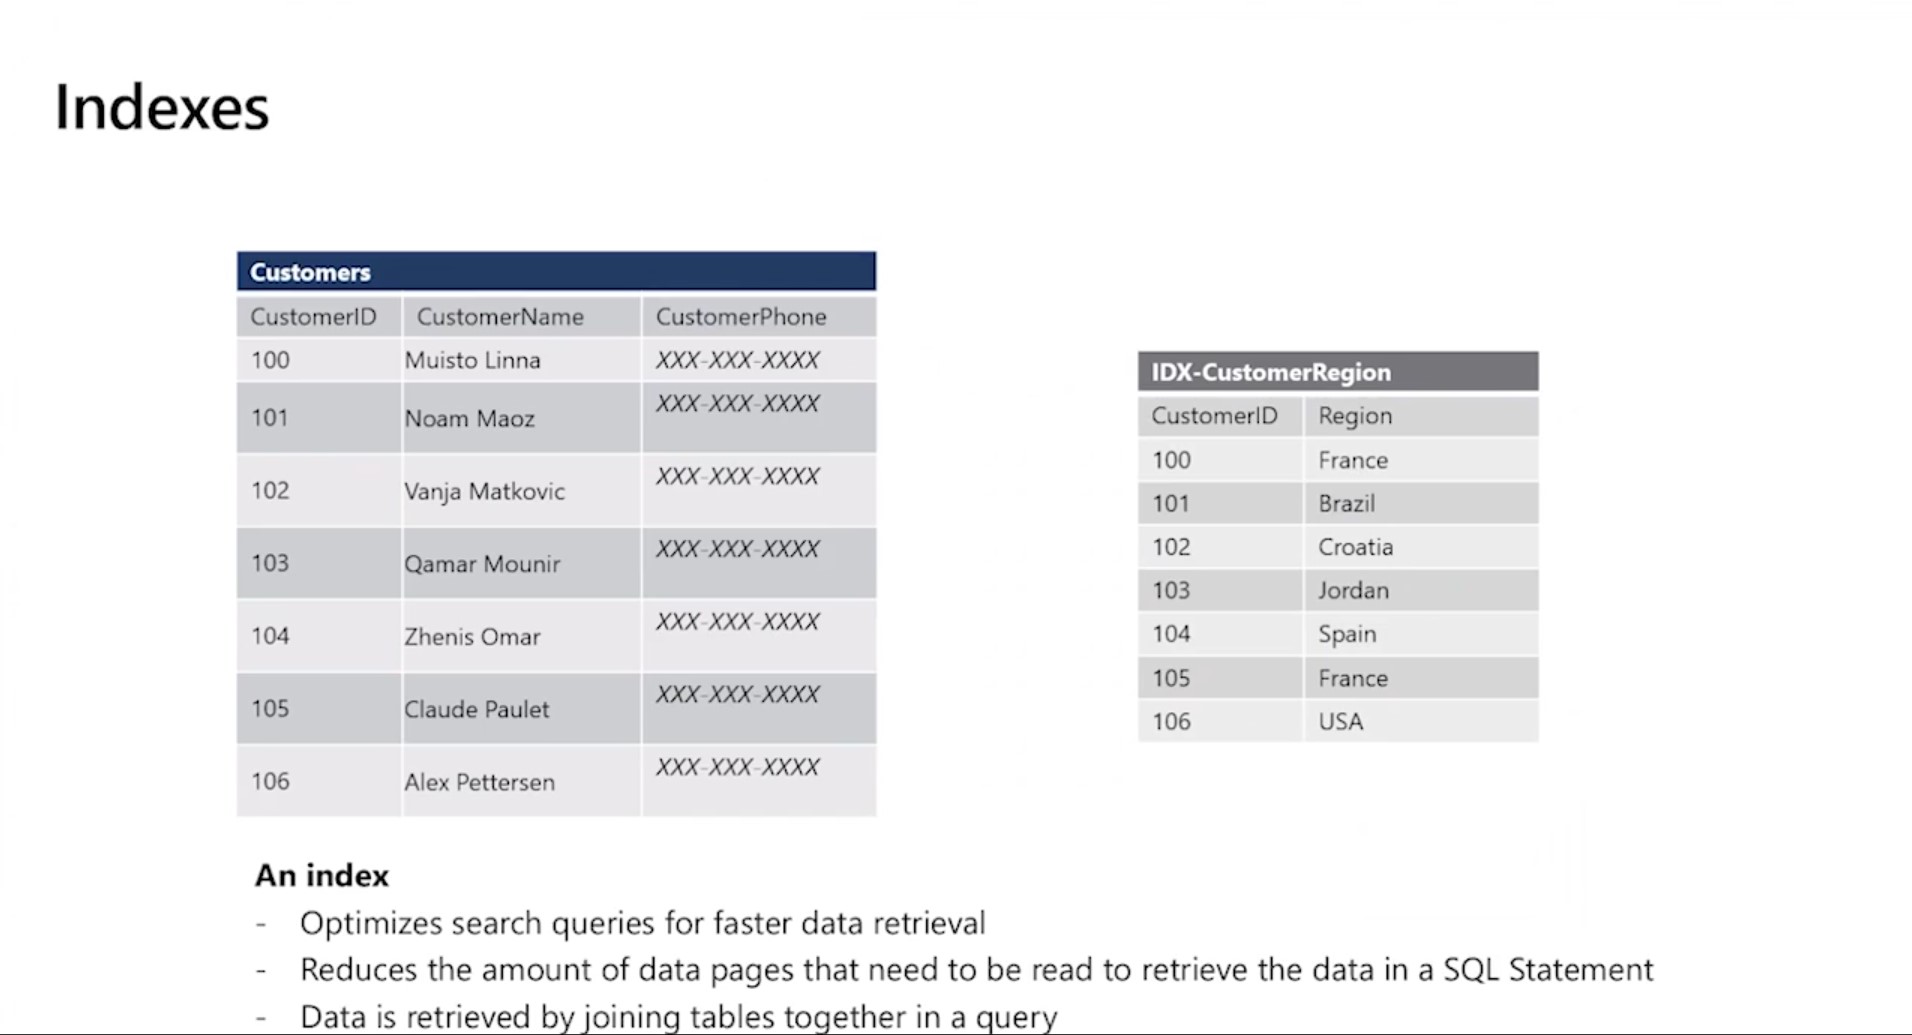 Indexes
Customers
CustomerID CustomerName CustomerPhone
100 Muisto Linna XXX-XXX-XXXX
101 Noam Maoz XXX-XXX-XXXX
102 Vanja Matkovic XXX-XXX-XXXX
103 Qamar Mounir XXX-XXX-XXXX
104 Zhenis Omar XXX-XXX-XXXX
105 Claude Paulet XXX-XXX-XXXX
106 Alex Pettersen XXX-XXX-XXXX
IDX-CustomerRegion
CustomerID Region
100 France
101 Brazil
102 Croatia
103 Jordan
104 Spain
105 France
106 USA
An index
- Optimizes search queries for faster data retrieval
- Reduces the amount of data pages that need to be read to retrieve the data in a SQL Statement
- Data is retrieved by joining tables together in a query